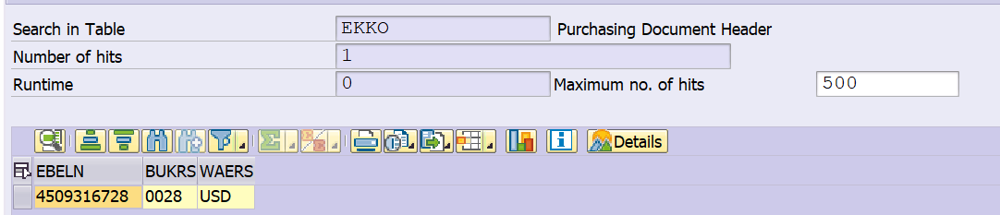 Search in Table EKKO Purchasing Document Header
Number of hits 1
Runtime 0 Maximum no. of hits 500
Details
EBELN BUKRS WAERS
4509316728 0028 USD